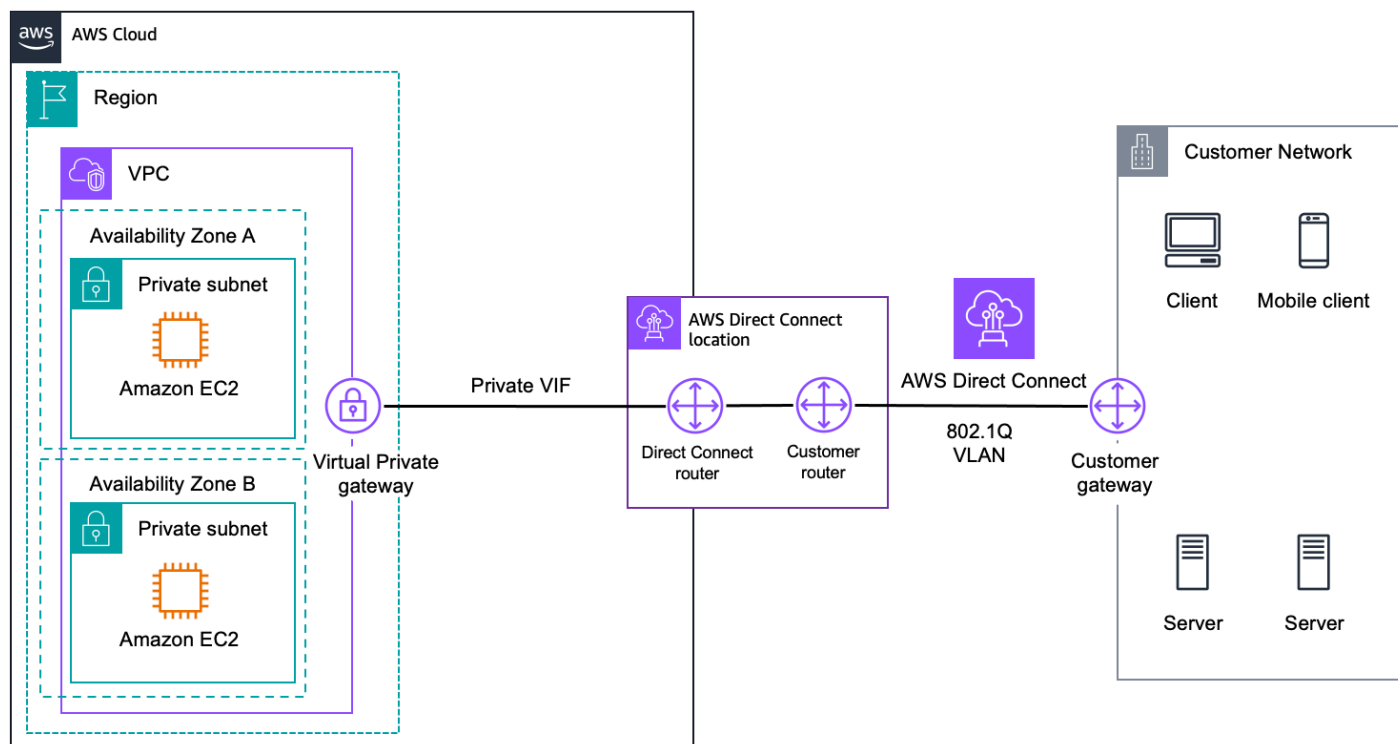 aws
AWS Cloud
Region
VPC
Availability Zone A
Private subnet
Amazon EC2
Availability Zone B
Private subnet
Amazon EC2
Virtual Private
gateway
Private VIF
AWS Direct Connect
location
Direct Connect
router
Customer
router
AWS Direct Connect
802.1Q
VLAN
Customer
gateway
Customer Network
Client
Mobile client
Server
Server